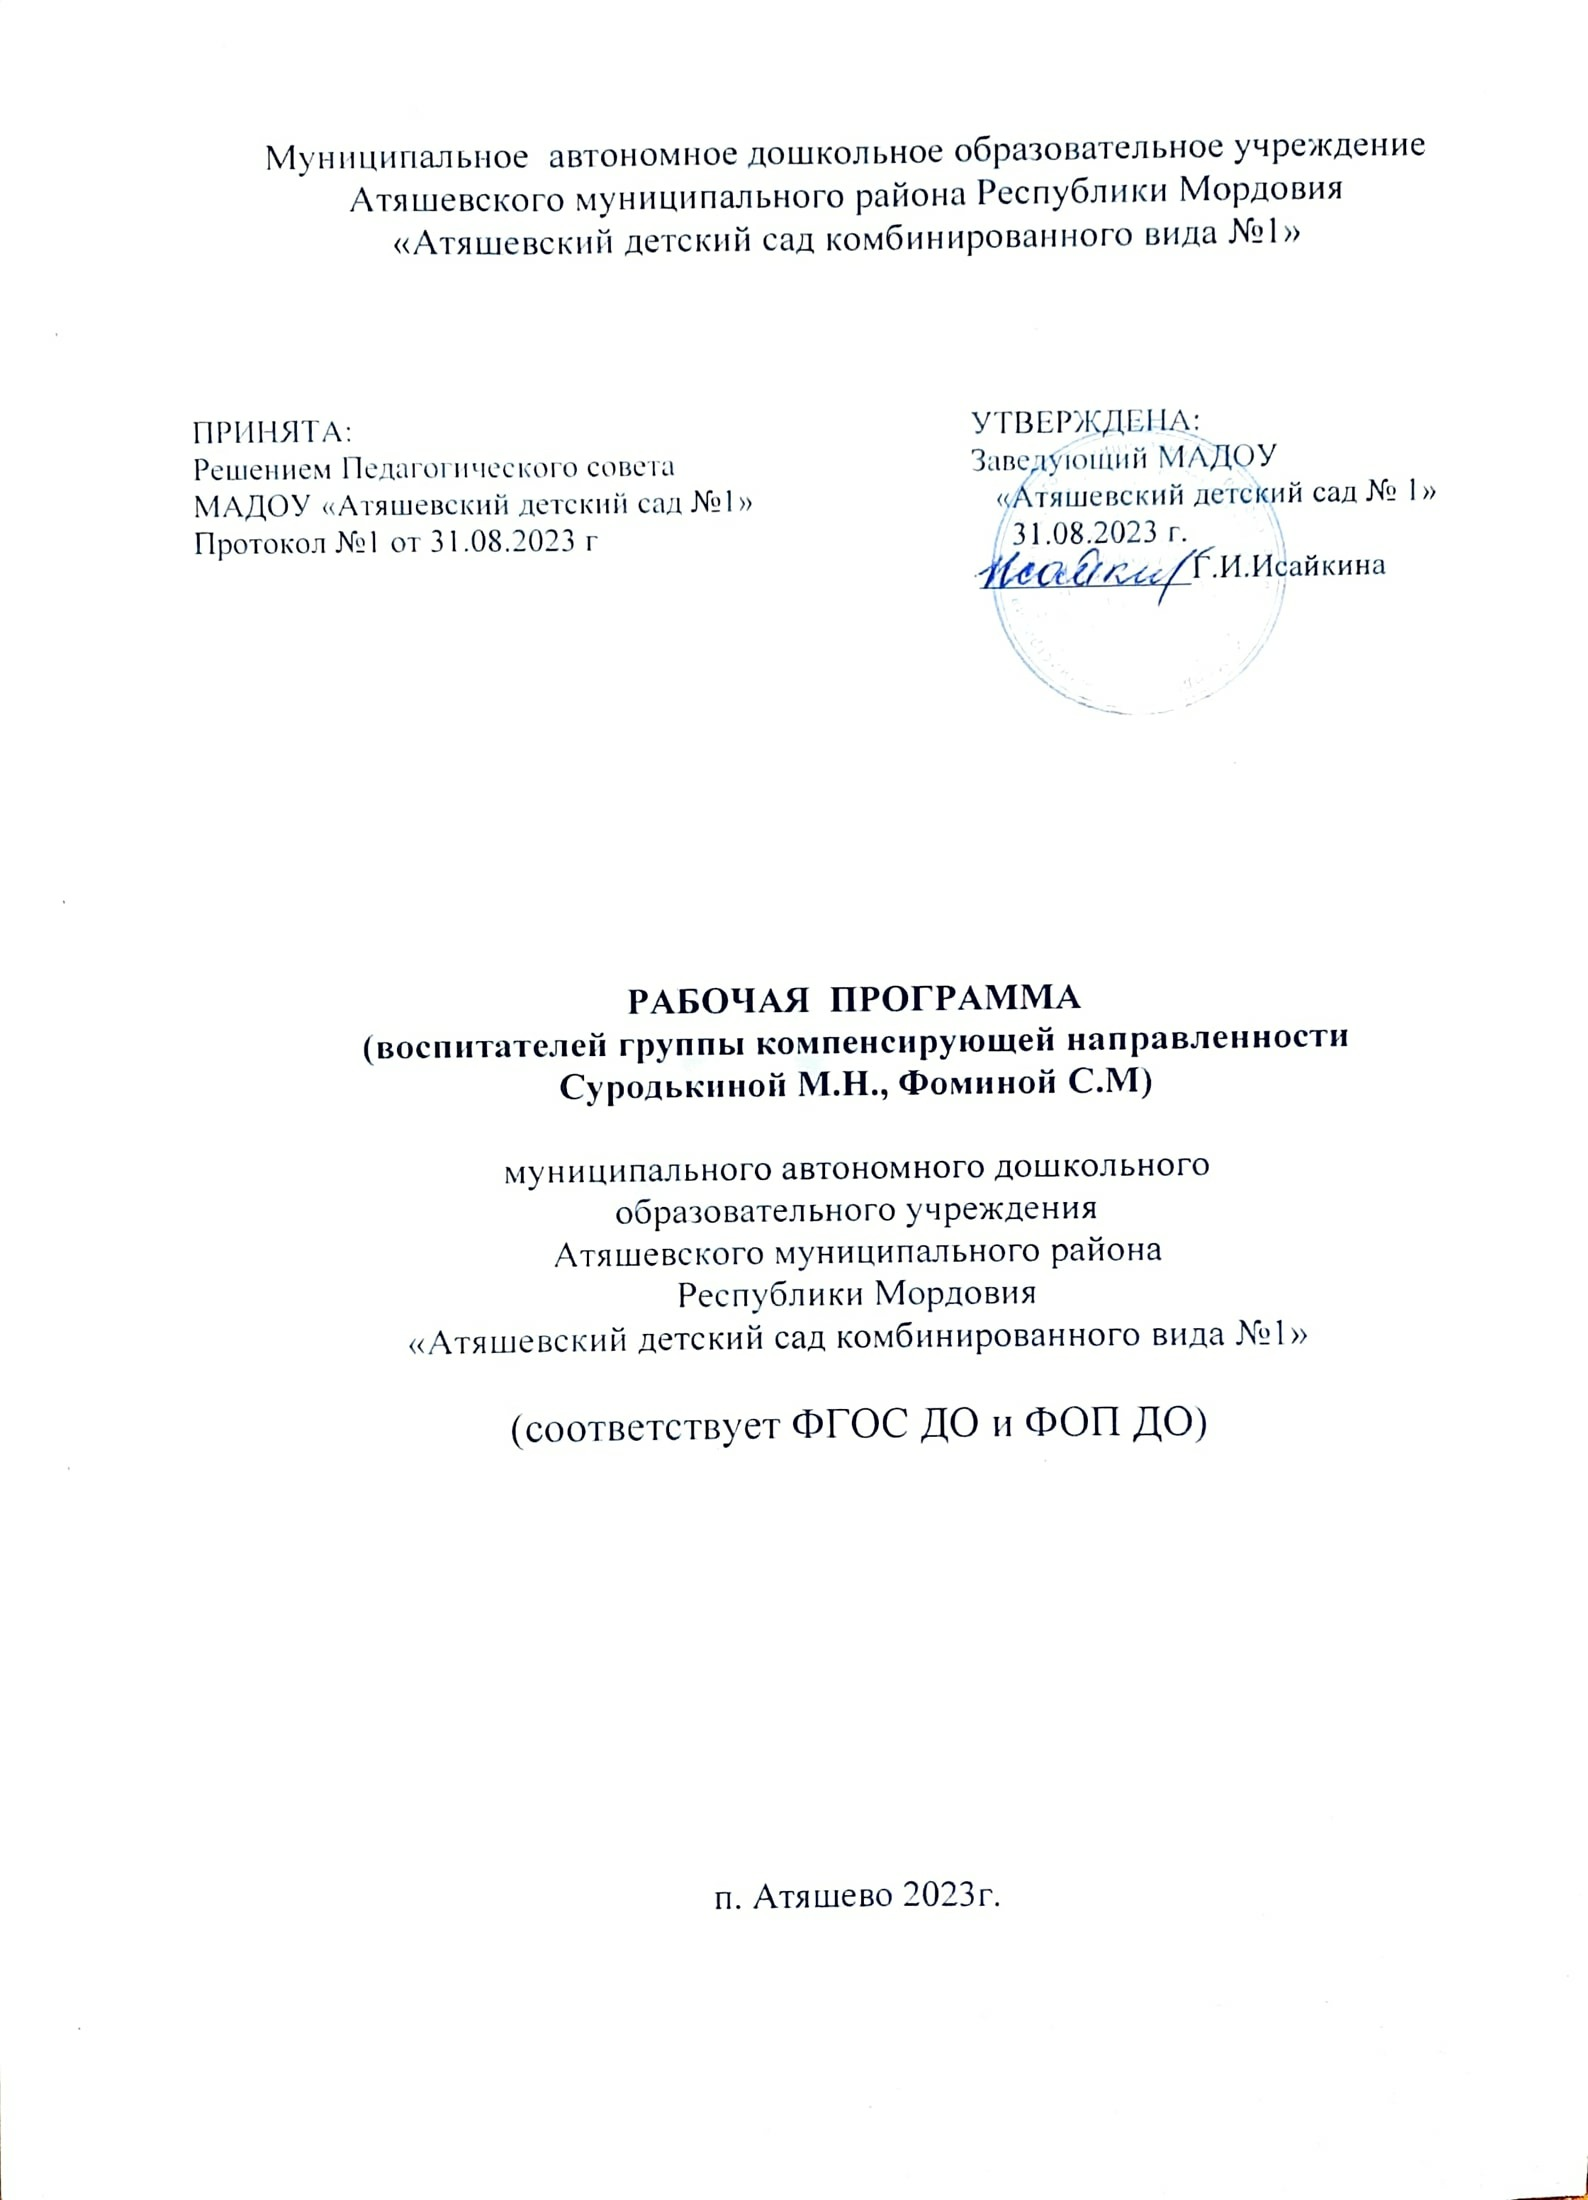 Муниципальное автономное дошкольное образовательное учреждение
Атяшевского муниципального района Республики Мордовия
«Атяшевский детский сад комбинированного вида №1»
ПРИНЯТА:
Решением Педагогического совета
МАДОУ «Атяшевский детский сад №1»
Протокол №1 от 31.08.2023 г
УТВЕРЖДЕНА:
Заведующий МАДОУ
«Атяшевский детский сад № 1»
31.08.2023 г.
Г.И.Исайкина
РАБОЧАЯ ПРОГРАММА
(воспитателей группы компенсирующей направленности
Суродькиной М.Н., Фоминой С.М)
муниципального автономного дошкольного
образовательного учреждения
Атяшевского муниципального района
Республики Мордовия
«Атяшевский детский сад комбинированного вида №1»
(соответствует ФГОС ДО и ФОП ДО)
п. Атяшево 2023г.